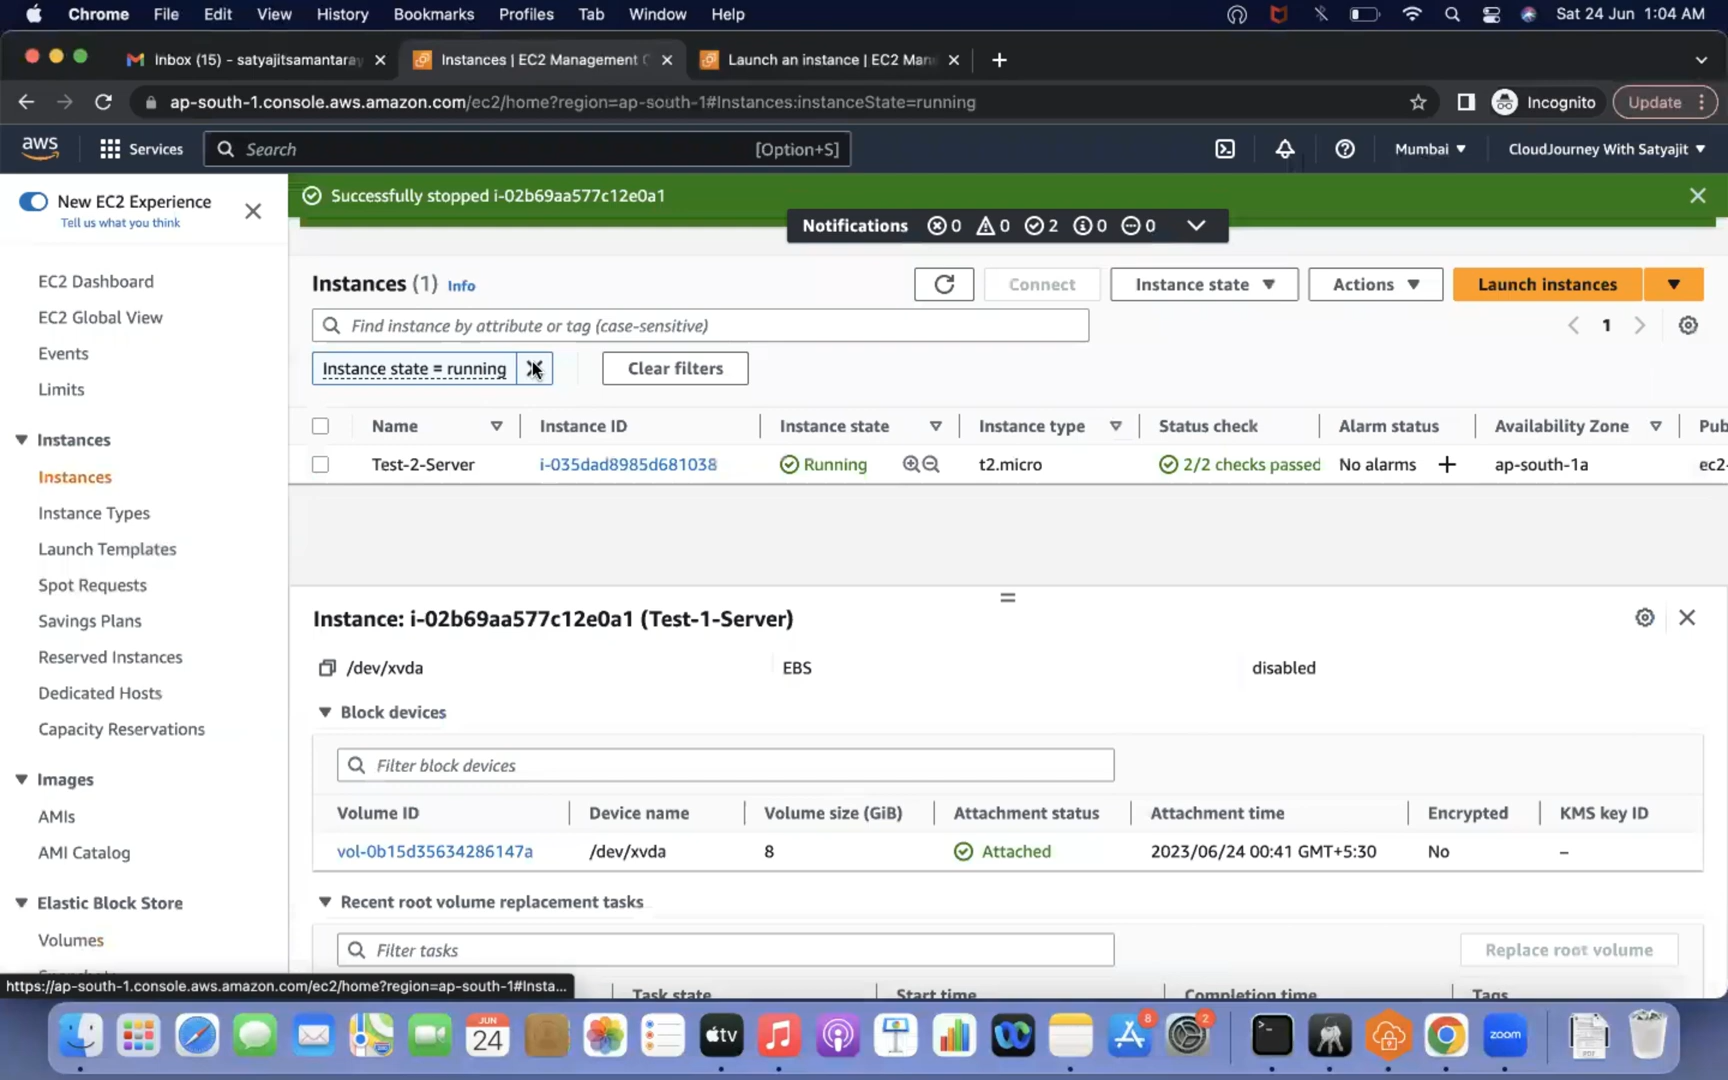 Chrome File Edit View History Bookmarks Profiles Tab Window Help Sat 24 Jun 1:04 AM
Inbox (15) - satyajitsamantaray Instances | EC2 Management C Launch an instance | EC2 Man
ap-south-1.console.aws.amazon.com/ec2/home?region=ap-south-1#Instances:instanceState=running Incognito Update
aws Services Search [Option+S] Mumbai CloudJourney With Satyajit
New EC2 Experience
Tell us what you think
Successfully stopped i-02b69aa577c12e0a1
Notifications 0 0 2 0 0
Instances (1) Info Connect Instance state Actions Launch instances
Find instance by attribute or tag (case-sensitive) 1
Instance state = running Clear filters
Name Instance ID Instance state Instance type Status check Alarm status Availability Zone Pub
Test-2-Server i-035dad8985d681038 Running t2.micro 2/2 checks passed No alarms ap-south-1a ec2-
EC2 Dashboard
EC2 Global View
Events
Limits
Instances
Instances
Instance Types
Launch Templates
Spot Requests
Savings Plans
Reserved Instances
Dedicated Hosts
Capacity Reservations
Images
AMIs
AMI Catalog
Elastic Block Store
Volumes
Instance: i-02b69aa577c12e0a1 (Test-1-Server)
/dev/xvda EBS disabled
Block devices
Filter block devices
Volume ID Device name Volume size (GiB) Attachment status Attachment time Encrypted KMS key ID
vol-0b15d35634286147a /dev/xvda 8 Attached 2023/06/24 00:41 GMT+5:30 No –
Recent root volume replacement tasks
Filter tasks Replace root volume
Task state Start time Completion time Tags
https://ap-south-1.console.aws.amazon.com/ec2/home?region=ap-south-1#Insta...
JUN
24
tv
8
2
zoom
PDF